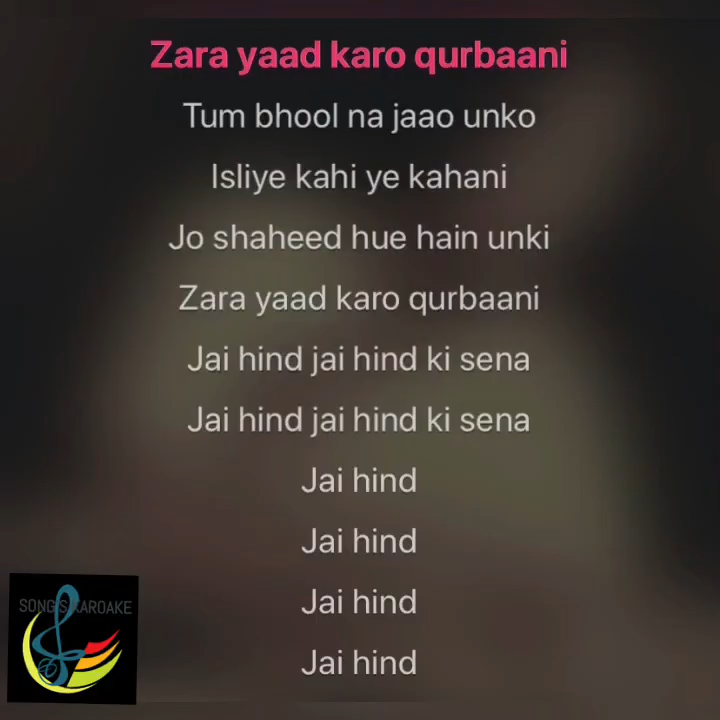 Zara yaad karo qurbaani
Tum bhool na jaao unko
Isliye kahi ye kahani
Jo shaheed hue hain unki
Zara yaad karo qurbaani
Jai hind jai hind ki sena
Jai hind jai hind ki sena
Jai hind
Jai hind
Jai hind
Jai hind
SONG'S KAROAKE